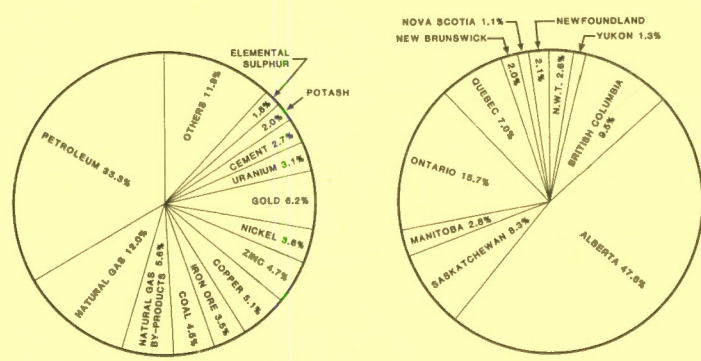 ELEMENTAL
SULPHUR
POTASH
OTHERS 11.9%
1.6%
2.0%
CEMENT 2.7%
URANIUM 3.1%
GOLD 6.2%
NICKEL 3.6%
ZINC 4.7%
COPPER 5.1%
IRON ORE 3.5%
COAL 4.5%
NATURAL GAS
BY-PRODUCTS 5.8%
NATURAL GAS 12.0%
PETROLEUM 33.3%
NOVA SCOTIA 1.1%
NEW BRUNSWICK
NEWFOUNDLAND
YUKON 1.3%
2.0%
2.1%
N.W.T. 2.6%
BRITISH COLUMBIA
9.5%
ALBERTA 47.6%
SASKATCHEWAN 8.3%
MANITOBA 2.8%
ONTARIO 15.7%
QUEBEC 7.0%